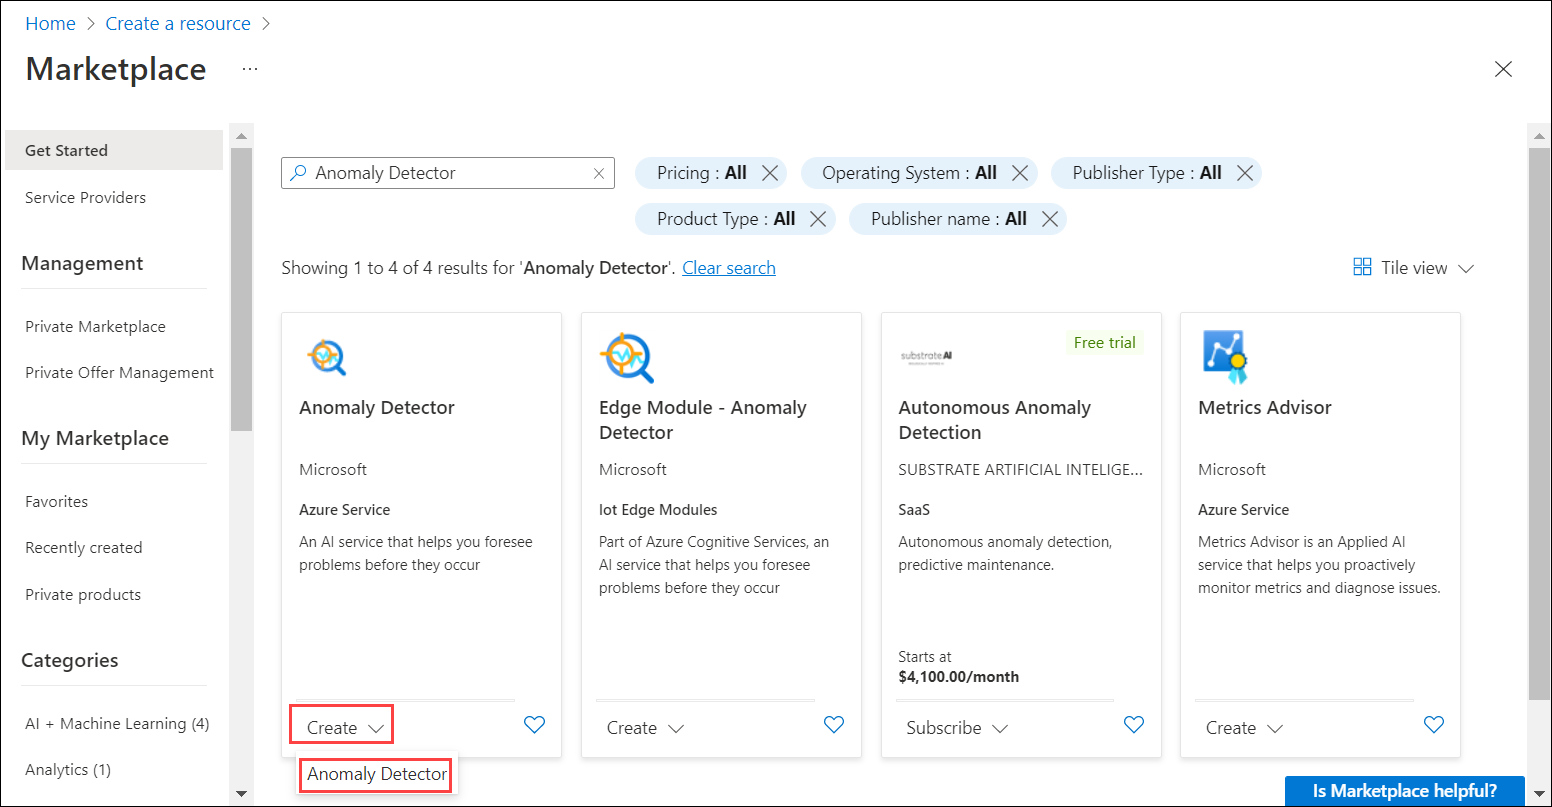 Home > Create a resource >
Marketplace ...
Get Started
Service Providers
Management
Private Marketplace
Private Offer Management
My Marketplace
Favorites
Recently created
Private products
Categories
AI + Machine Learning (4)
Analytics (1)
Anomaly Detector
Pricing : All
Operating System : All
Publisher Type : All
Product Type : All
Publisher name : All
Showing 1 to 4 of 4 results for 'Anomaly Detector'. Clear search
Tile view
Anomaly Detector
Microsoft
Azure Service
An AI service that helps you foresee
problems before they occur
Create
Anomaly Detector
Edge Module - Anomaly
Detector
Microsoft
Iot Edge Modules
Part of Azure Cognitive Services, an
AI service that helps you foresee
problems before they occur
Create
substrate AI
Free trial
Autonomous Anomaly
Detection
SUBSTRATE ARTIFICIAL INTELIGE...
SaaS
Autonomous anomaly detection,
predictive maintenance.
Starts at
$4,100.00/month
Subscribe
Metrics Advisor
Microsoft
Azure Service
Metrics Advisor is an Applied AI
service that helps you proactively
monitor metrics and diagnose issues.
Create
Is Marketplace helpful?